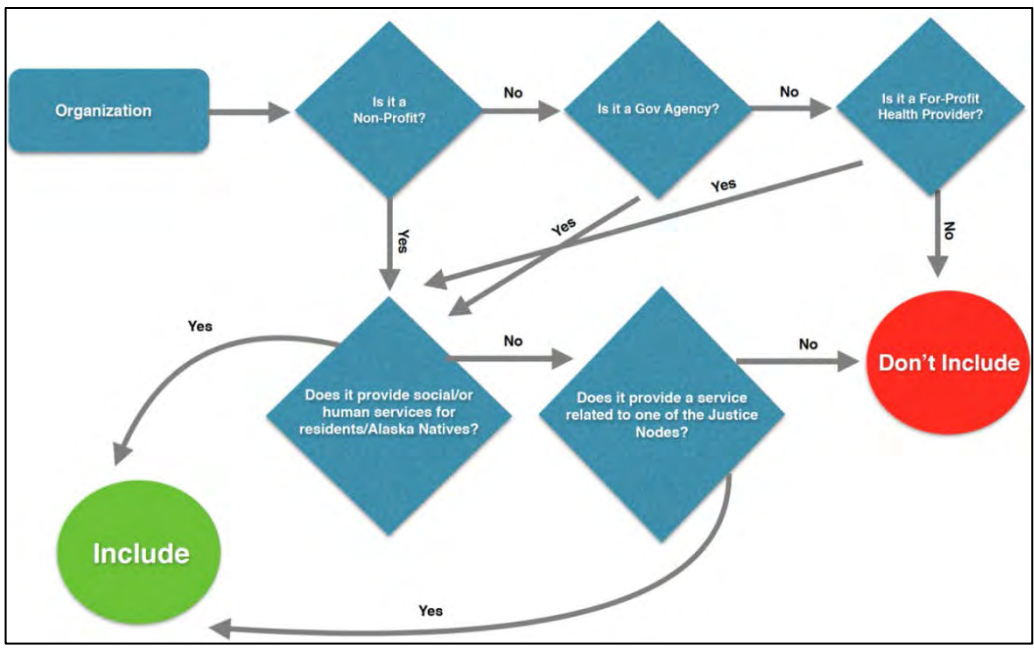 Organization
Is it a
Non-Profit?
No
Is it a Gov Agency?
No
Is it a For-Profit
Health Provider?
Yes
Yes
Yes
No
Yes
Does it provide social/or
human services for
residents/Alaska Natives?
No
Does it provide a service
related to one of the Justice
Nodes?
No
Don't Include
Include
Yes